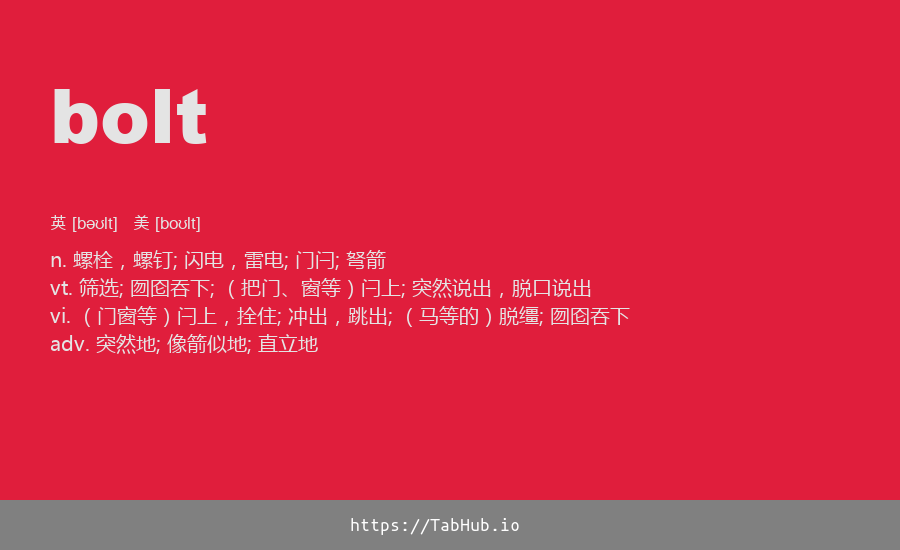 bolt
英 [bəʊlt] 美 [boʊlt]
n. 螺栓，螺钉; 闪电，雷电; 门闩; 弩箭
vt. 筛选; 囫囵吞下; （把门、窗等）闩上; 突然说出，脱口说出
vi. （门窗等）闩上，拴住; 冲出，跳出; （马等的）脱缰; 囫囵吞下
adv. 突然地; 像箭似地; 直立地
https://TabHub.io